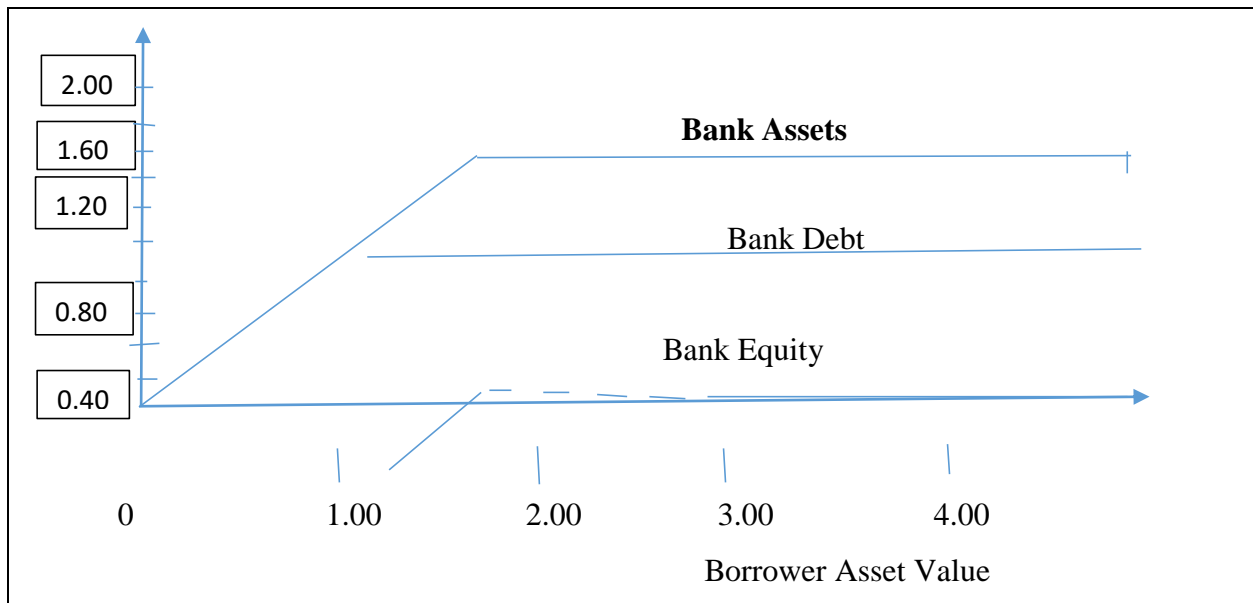 2.00
Bank Assets
1.60
1.20
Bank Debt
0.80
Bank Equity
0.40
0 1.00 2.00 3.00 4.00
Borrower Asset Value